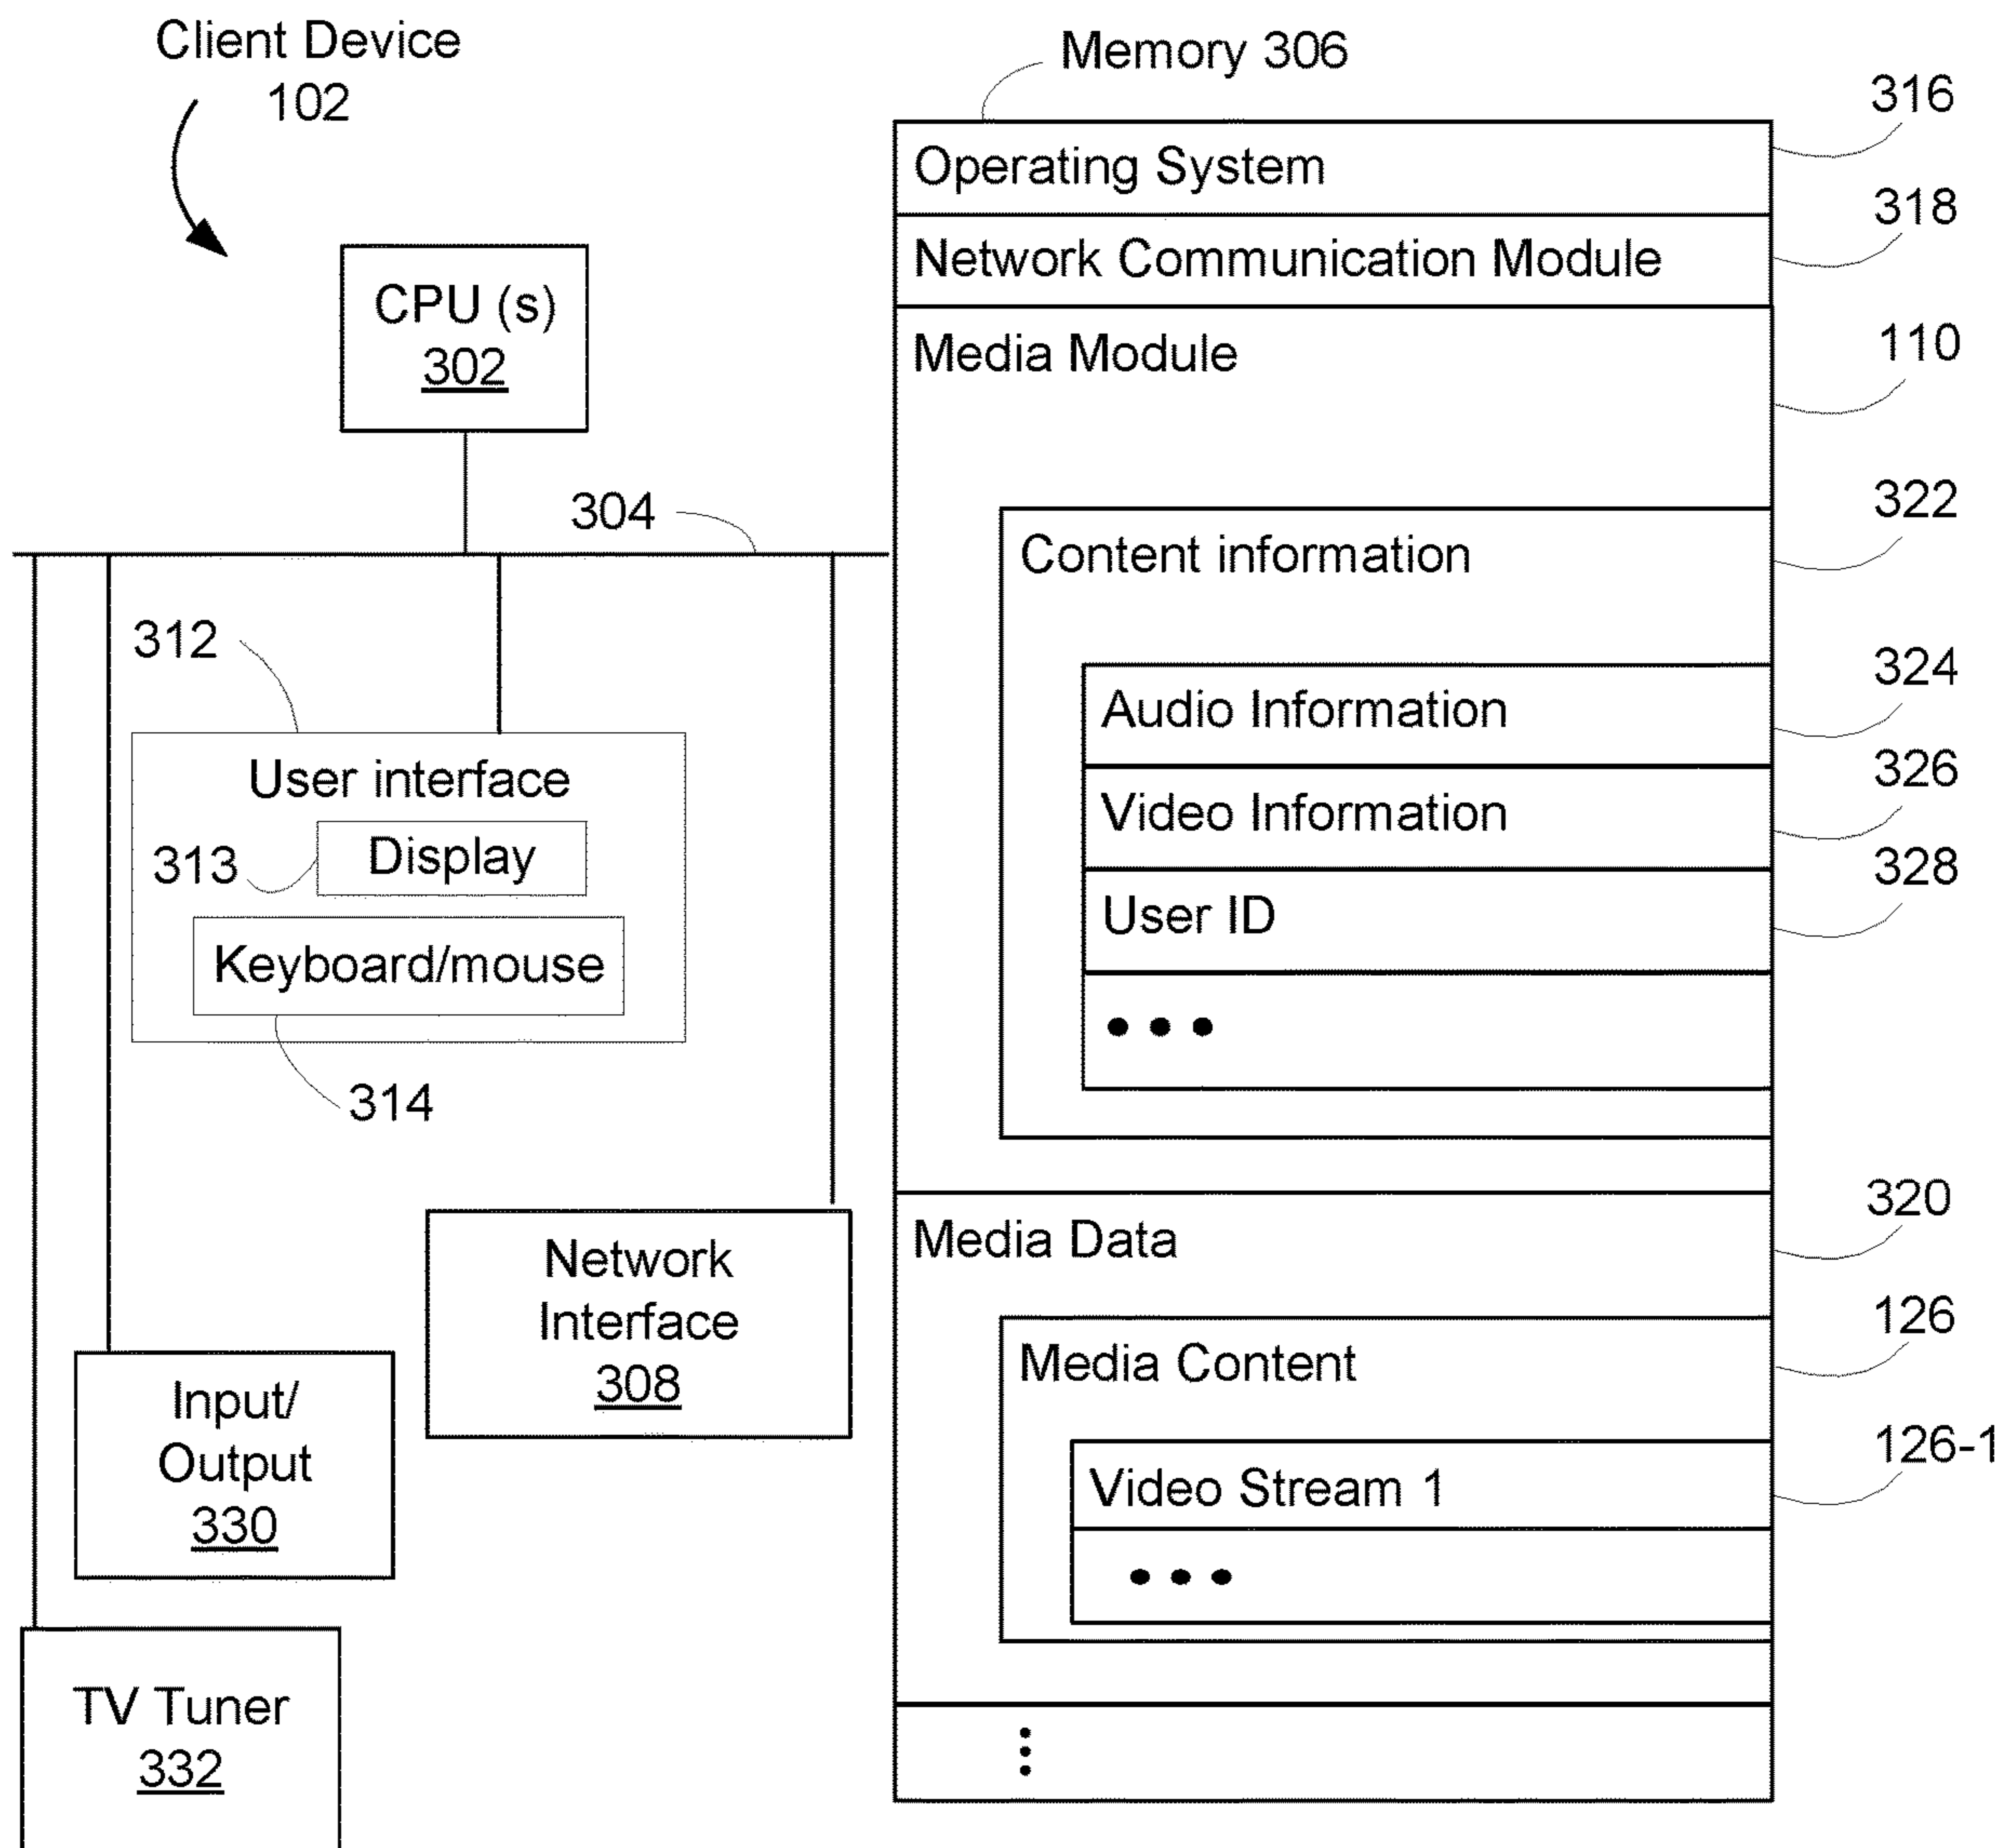 Client Device
102
CPU (s)
302
304
312
User interface
313
Display
Keyboard/mouse
314
Network
Interface
308
Input/
Output
330
TV Tuner
332
Memory 306
Operating System
316
Network Communication Module
318
Media Module
110
Content information
322
Audio Information
324
Video Information
326
User ID
328
• • •
Media Data
320
Media Content
126
Video Stream 1
126-1
• • •
⋮